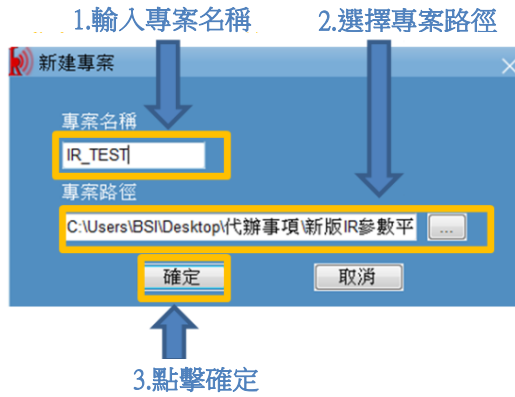 1.輸入專案名稱
2.選擇專案路徑
新建專案
專案名稱
IR_TEST
專案路徑
C:\Users\BSI\Desktop\代辦事項\新版IR參數平
...
確定
取消
3.點擊確定